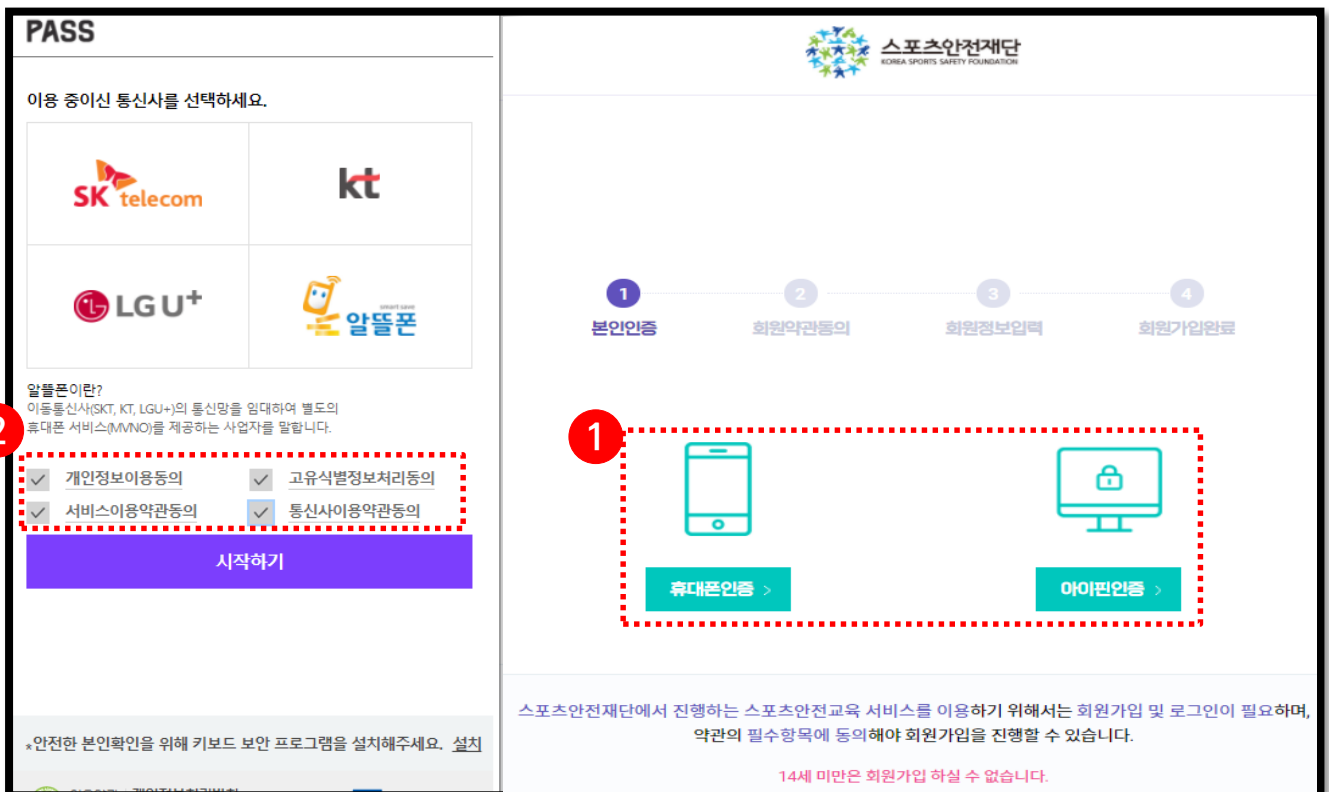 PASS
이용 중이신 통신사를 선택하세요.
SK telecom
kt
LG U+
smart save
알뜰폰
알뜰폰이란?
이동통신사(SKT, KT, LGU+)의 통신망을 임대하여 별도의
휴대폰 서비스(MVNO)를 제공하는 사업자를 말합니다.
2
개인정보이용동의
고유식별정보처리동의
서비스이용약관동의
통신사이용약관동의
시작하기
*안전한 본인확인을 위해 키보드 보안 프로그램을 설치해주세요. 설치
스포츠안전재단
KOREA SPORTS SAFETY FOUNDATION
1 2 3 4
본인인증 회원약관동의 회원정보입력 회원가입완료
1
휴대폰인증 >
아이핀인증 >
스포츠안전재단에서 진행하는 스포츠안전교육 서비스를 이용하기 위해서는 회원가입 및 로그인이 필요하며,
약관의 필수항목에 동의해야 회원가입을 진행할 수 있습니다.
14세 미만은 회원가입 하실 수 없습니다.